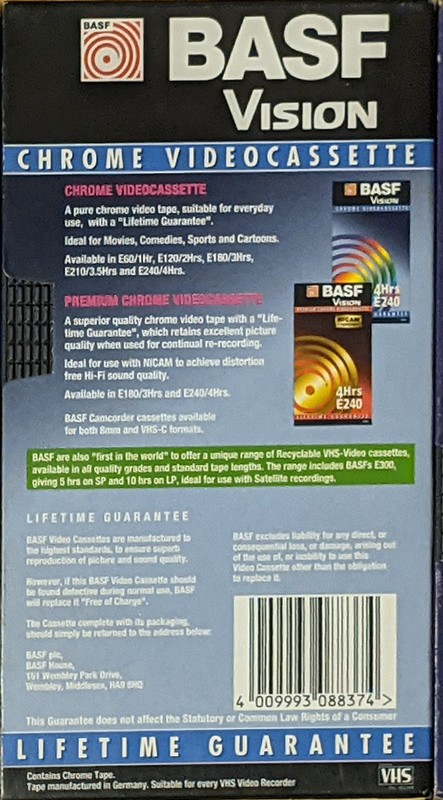 BASF
BASF
VISION
CHROME VIDEOCASSETTE
CHROME VIDEOCASSETTE
A pure chrome video tape, suitable for everyday
use, with a "Lifetime Guarantee".
Ideal for Movies, Comedies, Sports and Cartoons.
Available in E60/1Hr, E120/2Hrs, E180/3Hrs,
E210/3.5Hrs and E240/4Hrs.
BASF
VISION
CHROME VIDEOCASSETTE
4Hrs
E240
PREMIUM CHROME VIDEOCASSETTE
A superior quality chrome video tape with a "Life-
time Guarantee", which retains excellent picture
quality when used for continual re-recording.
Ideal for use with NICAM to achieve distortion
free Hi-Fi sound quality.
Available in E180/3Hrs and E240/4Hrs.
BASF Camcorder cassettes available
for both 8mm and VHS-C formats.
BASF
VISION
PREMIUM CHROME VIDEOCASSETTE
NICAM
4Hrs
E240
LIFETIME GUARANTEE
BASF are also "first in the world" to offer a unique range of Recyclable VHS-Video cassettes,
available in all quality grades and standard tape lengths. The range includes BASFs E300,
giving 5 hrs on SP and 10 hrs on LP, ideal for use with Satellite recordings.
LIFETIME GUARANTEE
BASF Video Cassettes are manufactured to
the highest standards, to ensure superb
reproduction of picture and sound quality.
However, if this BASF Video Cassette should
be found defective during normal use, BASF
will replace it "Free of Charge".
The Cassette complete with its packaging,
should simply be returned to the address below:
BASF plc,
BASF House,
151 Wembley Park Drive,
Wembley, Middlesex, HA9 8HQ
BASF excludes liability for any direct, or
consequential loss, or damage, arising out
of the use of, or inability to use this
Video Cassette other than the obligation
to replace it.
4 009993 088374 >
This Guarantee does not affect the Statutory or Common Law Rights of a Consumer
LIFETIME GUARANTEE
Contains Chrome Tape.
Tape manufactured in Germany. Suitable for every VHS Video Recorder
VHS